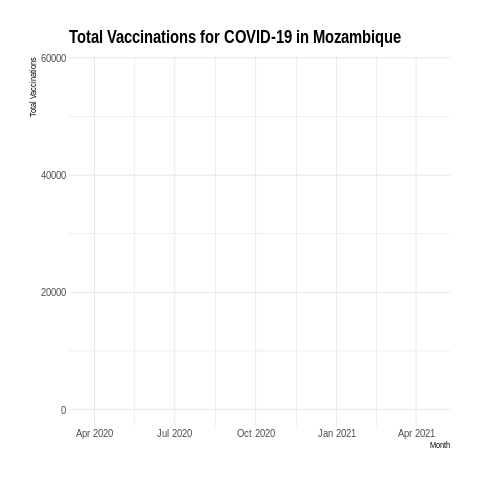 Total Vaccinations for COVID-19 in Mozambique
Total Vaccinations
60000
40000
20000
0
Apr 2020 Jul 2020 Oct 2020 Jan 2021 Apr 2021
Month